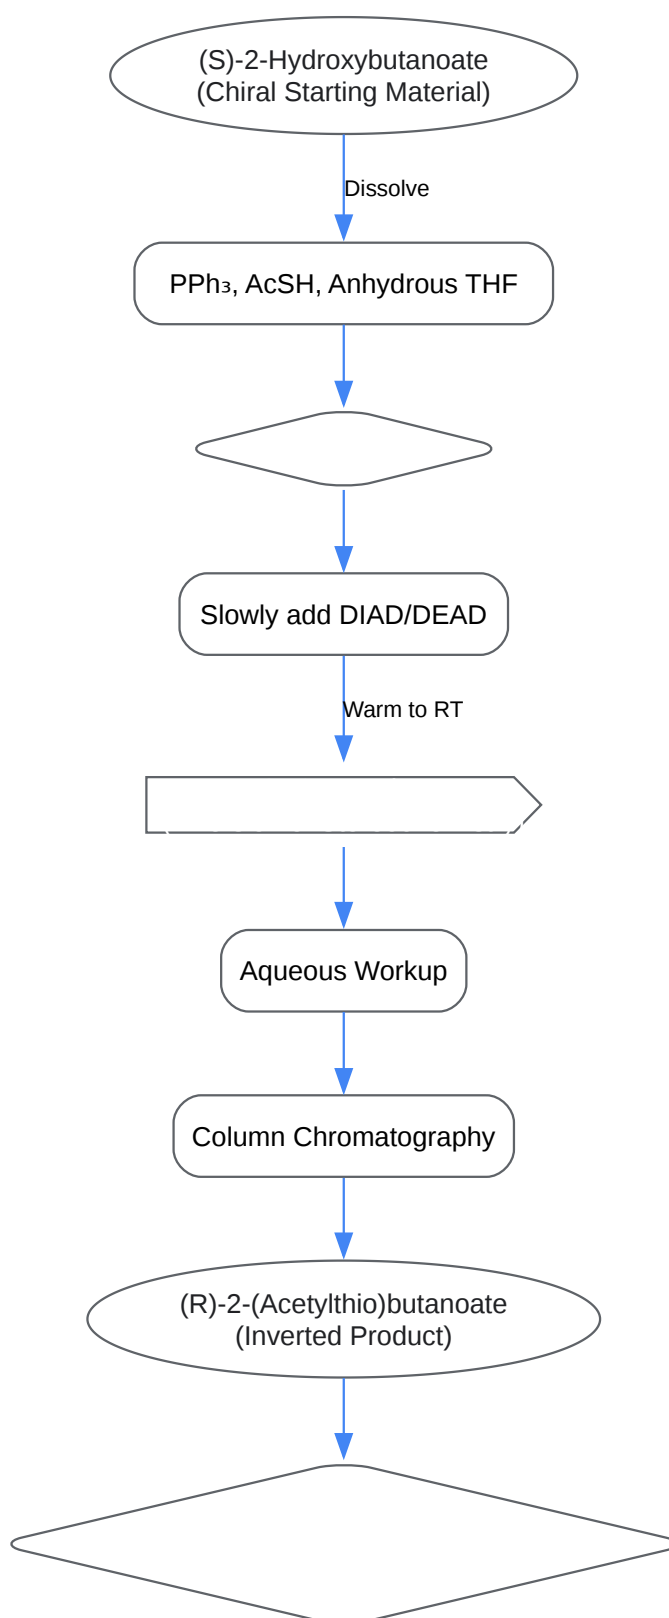 (S)-2-Hydroxybutanoate
(Chiral Starting Material)
Dissolve
PPh₃, AcSH, Anhydrous THF
Slowly add DIAD/DEAD
Warm to RT
Aqueous Workup
Column Chromatography
(R)-2-(Acetylthio)butanoate
(Inverted Product)